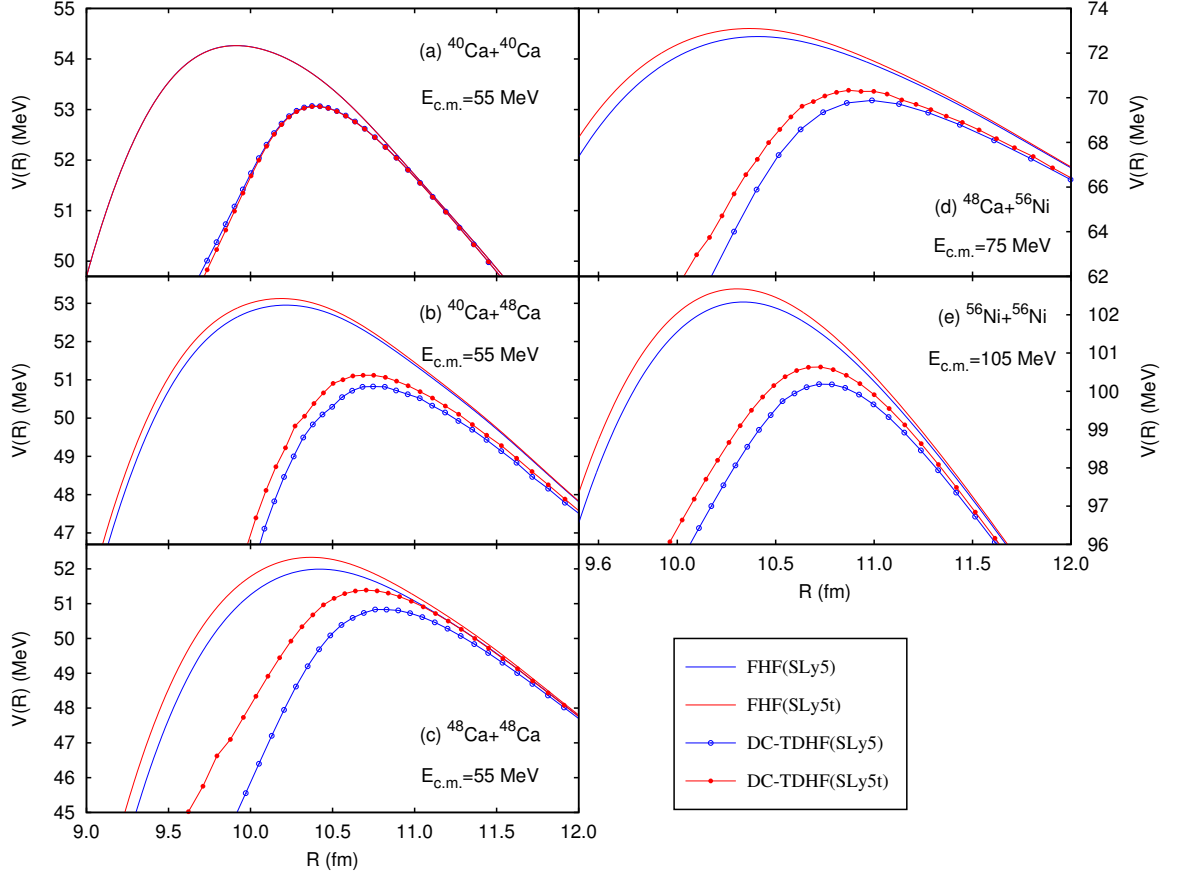 55
54
53
52
51
50
V(R) (MeV)
(a) ⁴⁰Ca+⁴⁰Ca
E_c.m.=55 MeV
74
72
70
68
66
64
62
V(R) (MeV)
(d) ⁴⁸Ca+⁵⁶Ni
E_c.m.=75 MeV
53
52
51
50
49
48
47
V(R) (MeV)
(b) ⁴⁰Ca+⁴⁸Ca
E_c.m.=55 MeV
102
101
100
99
98
97
96
V(R) (MeV)
(e) ⁵⁶Ni+⁵⁶Ni
E_c.m.=105 MeV
9.6 10.0 10.5 11.0 11.5 12.0
R (fm)
52
51
50
49
48
47
46
45
V(R) (MeV)
(c) ⁴⁸Ca+⁴⁸Ca
E_c.m.=55 MeV
9.0 9.5 10.0 10.5 11.0 11.5 12.0
R (fm)
FHF(SLy5)
FHF(SLy5t)
DC-TDHF(SLy5)
DC-TDHF(SLy5t)